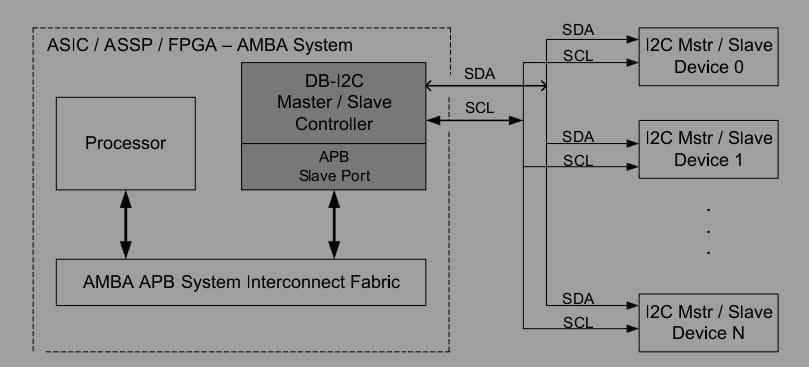 ASIC / ASSP / FPGA – AMBA System
DB-I2C
Master / Slave
Controller
APB
Slave Port
Processor
AMBA APB System Interconnect Fabric
SDA
SCL
SDA
SCL
I2C Mstr / Slave
Device 0
SDA
SCL
I2C Mstr / Slave
Device 1
.
.
.
SDA
SCL
I2C Mstr / Slave
Device N